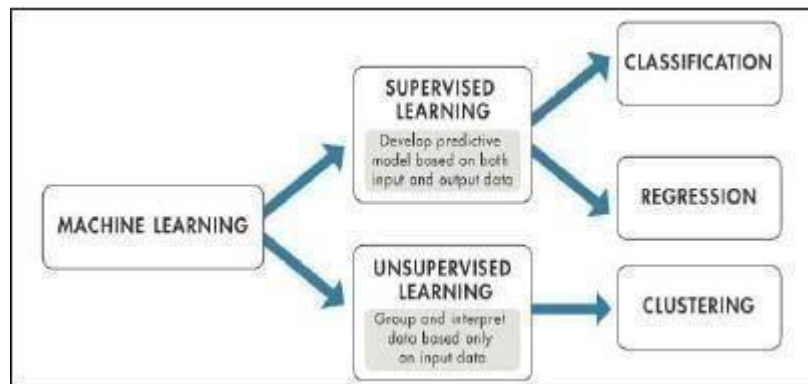 MACHINE LEARNING
SUPERVISED
LEARNING
Develop predictive
model based on both
input and output data
UNSUPERVISED
LEARNING
Group and interpret
data based only
on input data
CLASSIFICATION
REGRESSION
CLUSTERING